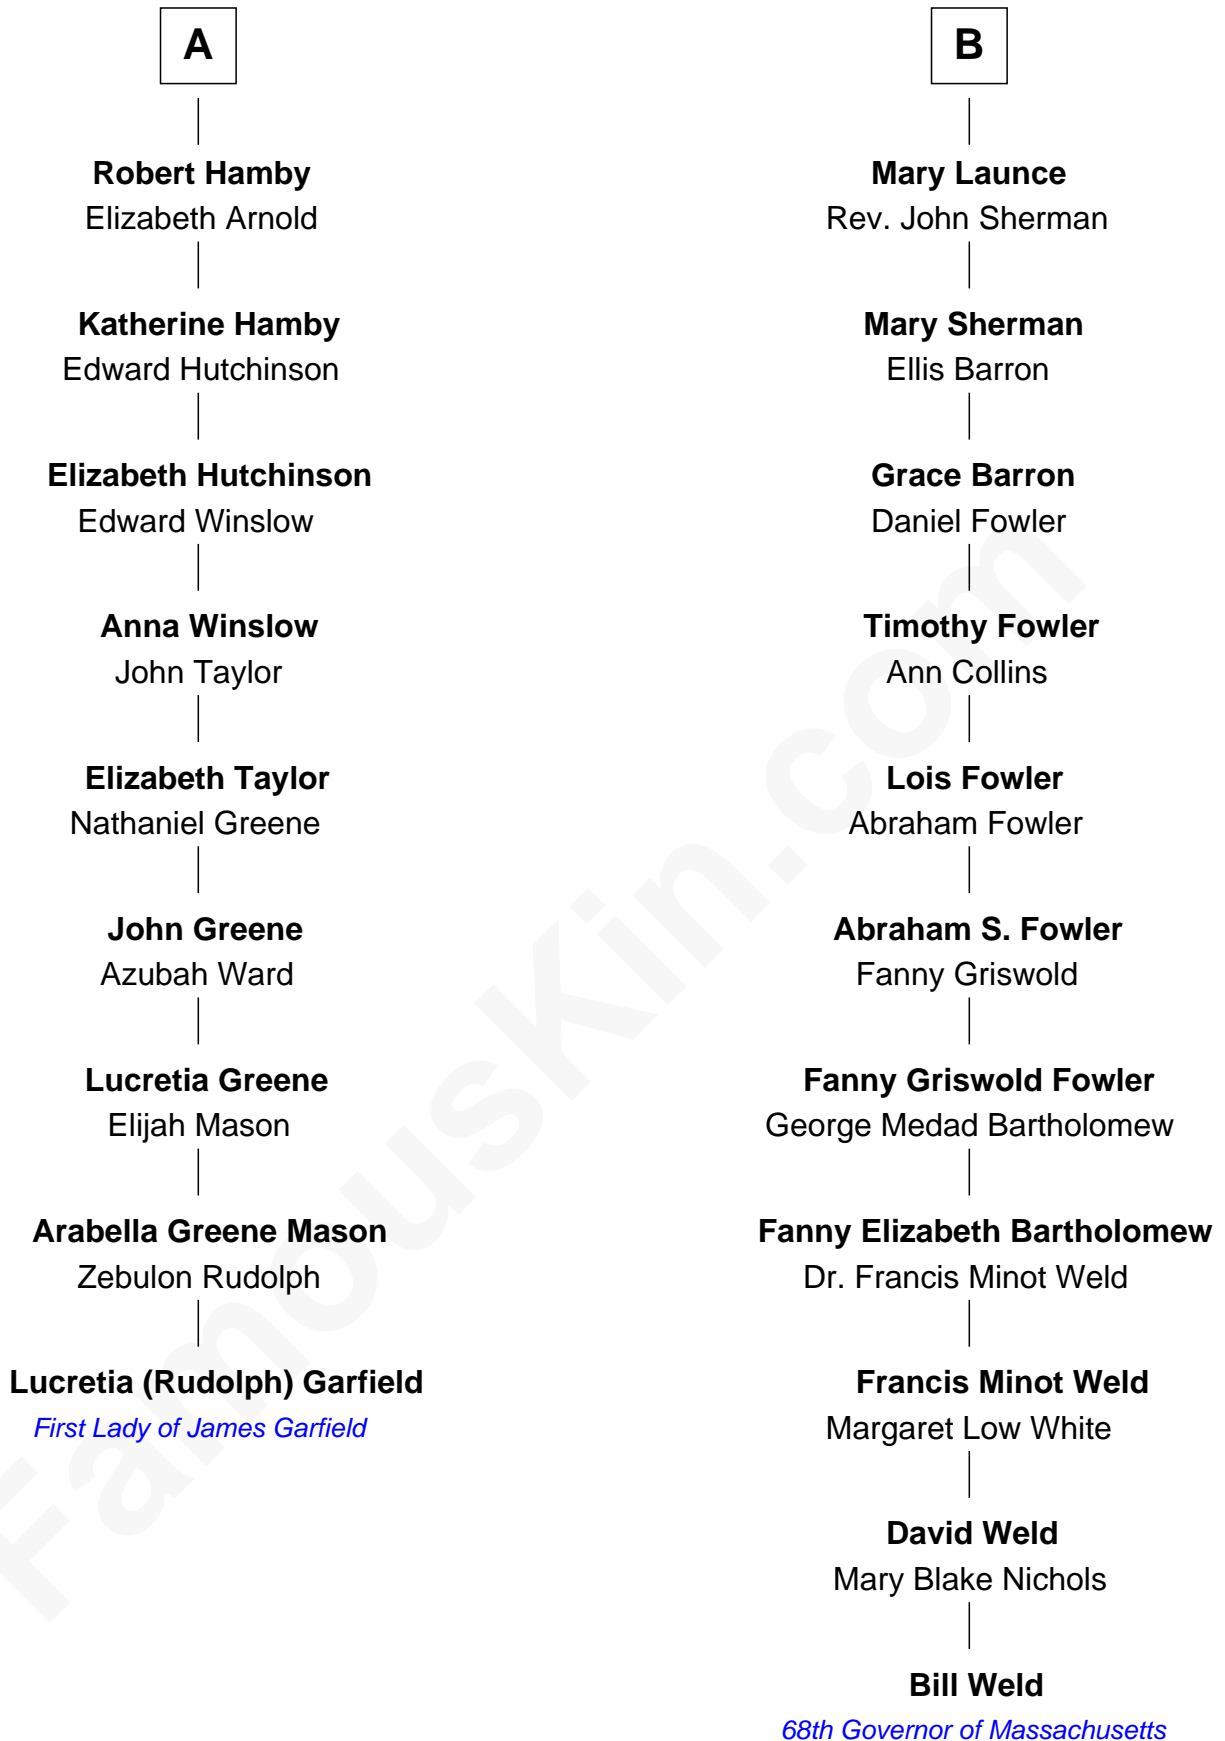 A
Robert Hamby
Elizabeth Arnold
Katherine Hamby
Edward Hutchinson
Elizabeth Hutchinson
Edward Winslow
Anna Winslow
John Taylor
Elizabeth Taylor
Nathaniel Greene
John Greene
Azubah Ward
Lucretia Greene
Elijah Mason
Arabella Greene Mason
Zebulon Rudolph
Lucretia (Rudolph) Garfield
First Lady of James Garfield
B
Mary Launce
Rev. John Sherman
Mary Sherman
Ellis Barron
Grace Barron
Daniel Fowler
Timothy Fowler
Ann Collins
Lois Fowler
Abraham Fowler
Abraham S. Fowler
Fanny Griswold
Fanny Griswold Fowler
George Medad Bartholomew
Fanny Elizabeth Bartholomew
Dr. Francis Minot Weld
Francis Minot Weld
Margaret Low White
David Weld
Mary Blake Nichols
Bill Weld
68th Governor of Massachusetts
FamousKin.com